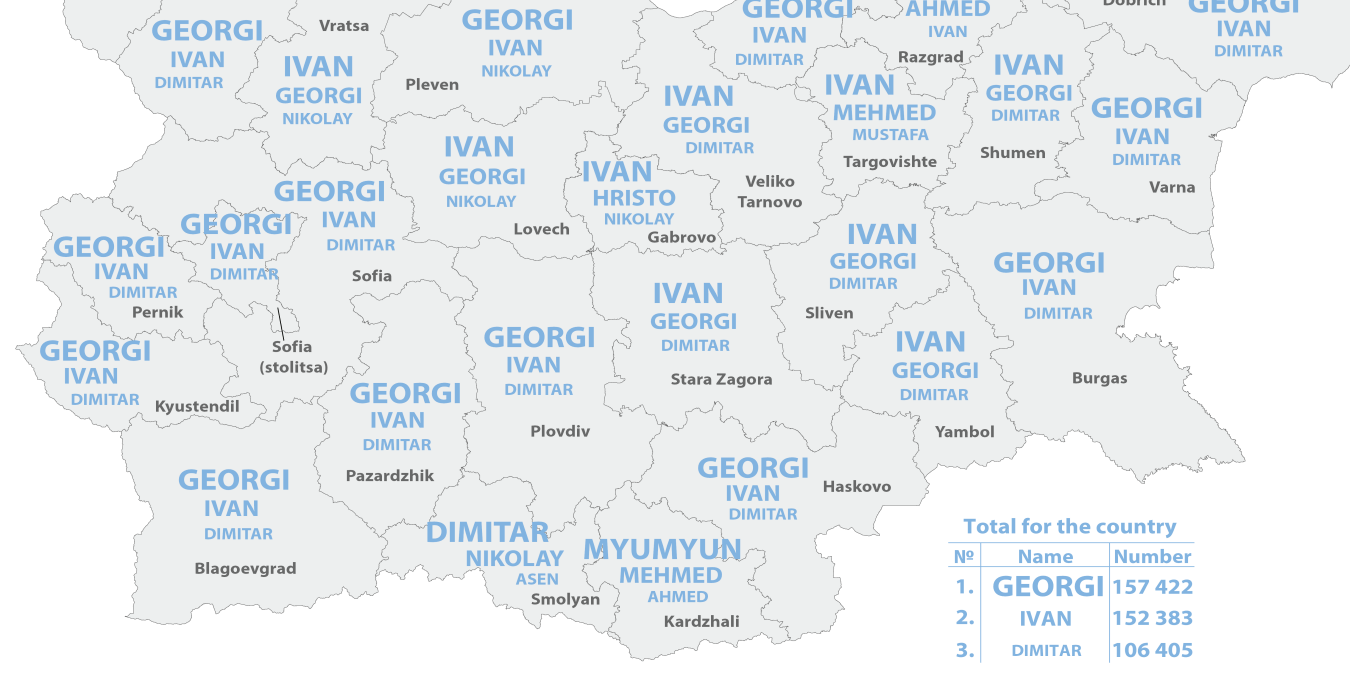 GEORGI
IVAN
DIMITAR
Vratsa
IVAN
GEORGI
NIKOLAY
GEORGI
IVAN
NIKOLAY
Pleven
GEORGI
IVAN
DIMITAR
AHMED
IVAN
Razgrad
Dobrich
GEORGI
IVAN
DIMITAR
IVAN
GEORGI
DIMITAR
Veliko
Tarnovo
IVAN
MEHMED
MUSTAFA
Targovishte
IVAN
GEORGI
DIMITAR
Shumen
GEORGI
IVAN
DIMITAR
Varna
IVAN
GEORGI
NIKOLAY
Lovech
IVAN
HRISTO
NIKOLAY
Gabrovo
GEORGI
IVAN
DIMITAR
Sofia
GEORGI
IVAN
DIMITAR
Sofia
(stolitsa)
GEORGI
IVAN
DIMITAR
Pernik
GEORGI
IVAN
DIMITAR
Kyustendil
IVAN
GEORGI
DIMITAR
Sliven
GEORGI
IVAN
DIMITAR
Burgas
IVAN
GEORGI
DIMITAR
Stara Zagora
GEORGI
IVAN
DIMITAR
Plovdiv
IVAN
GEORGI
DIMITAR
Yambol
GEORGI
IVAN
DIMITAR
Pazardzhik
GEORGI
IVAN
DIMITAR
Blagoevgrad
GEORGI
IVAN
DIMITAR
Haskovo
DIMITAR
NIKOLAY
ASEN
Smolyan
MYUMYUN
MEHMED
AHMED
Kardzhali
Total for the country
№ Name Number
1. GEORGI 157 422
2. IVAN 152 383
3. DIMITAR 106 405